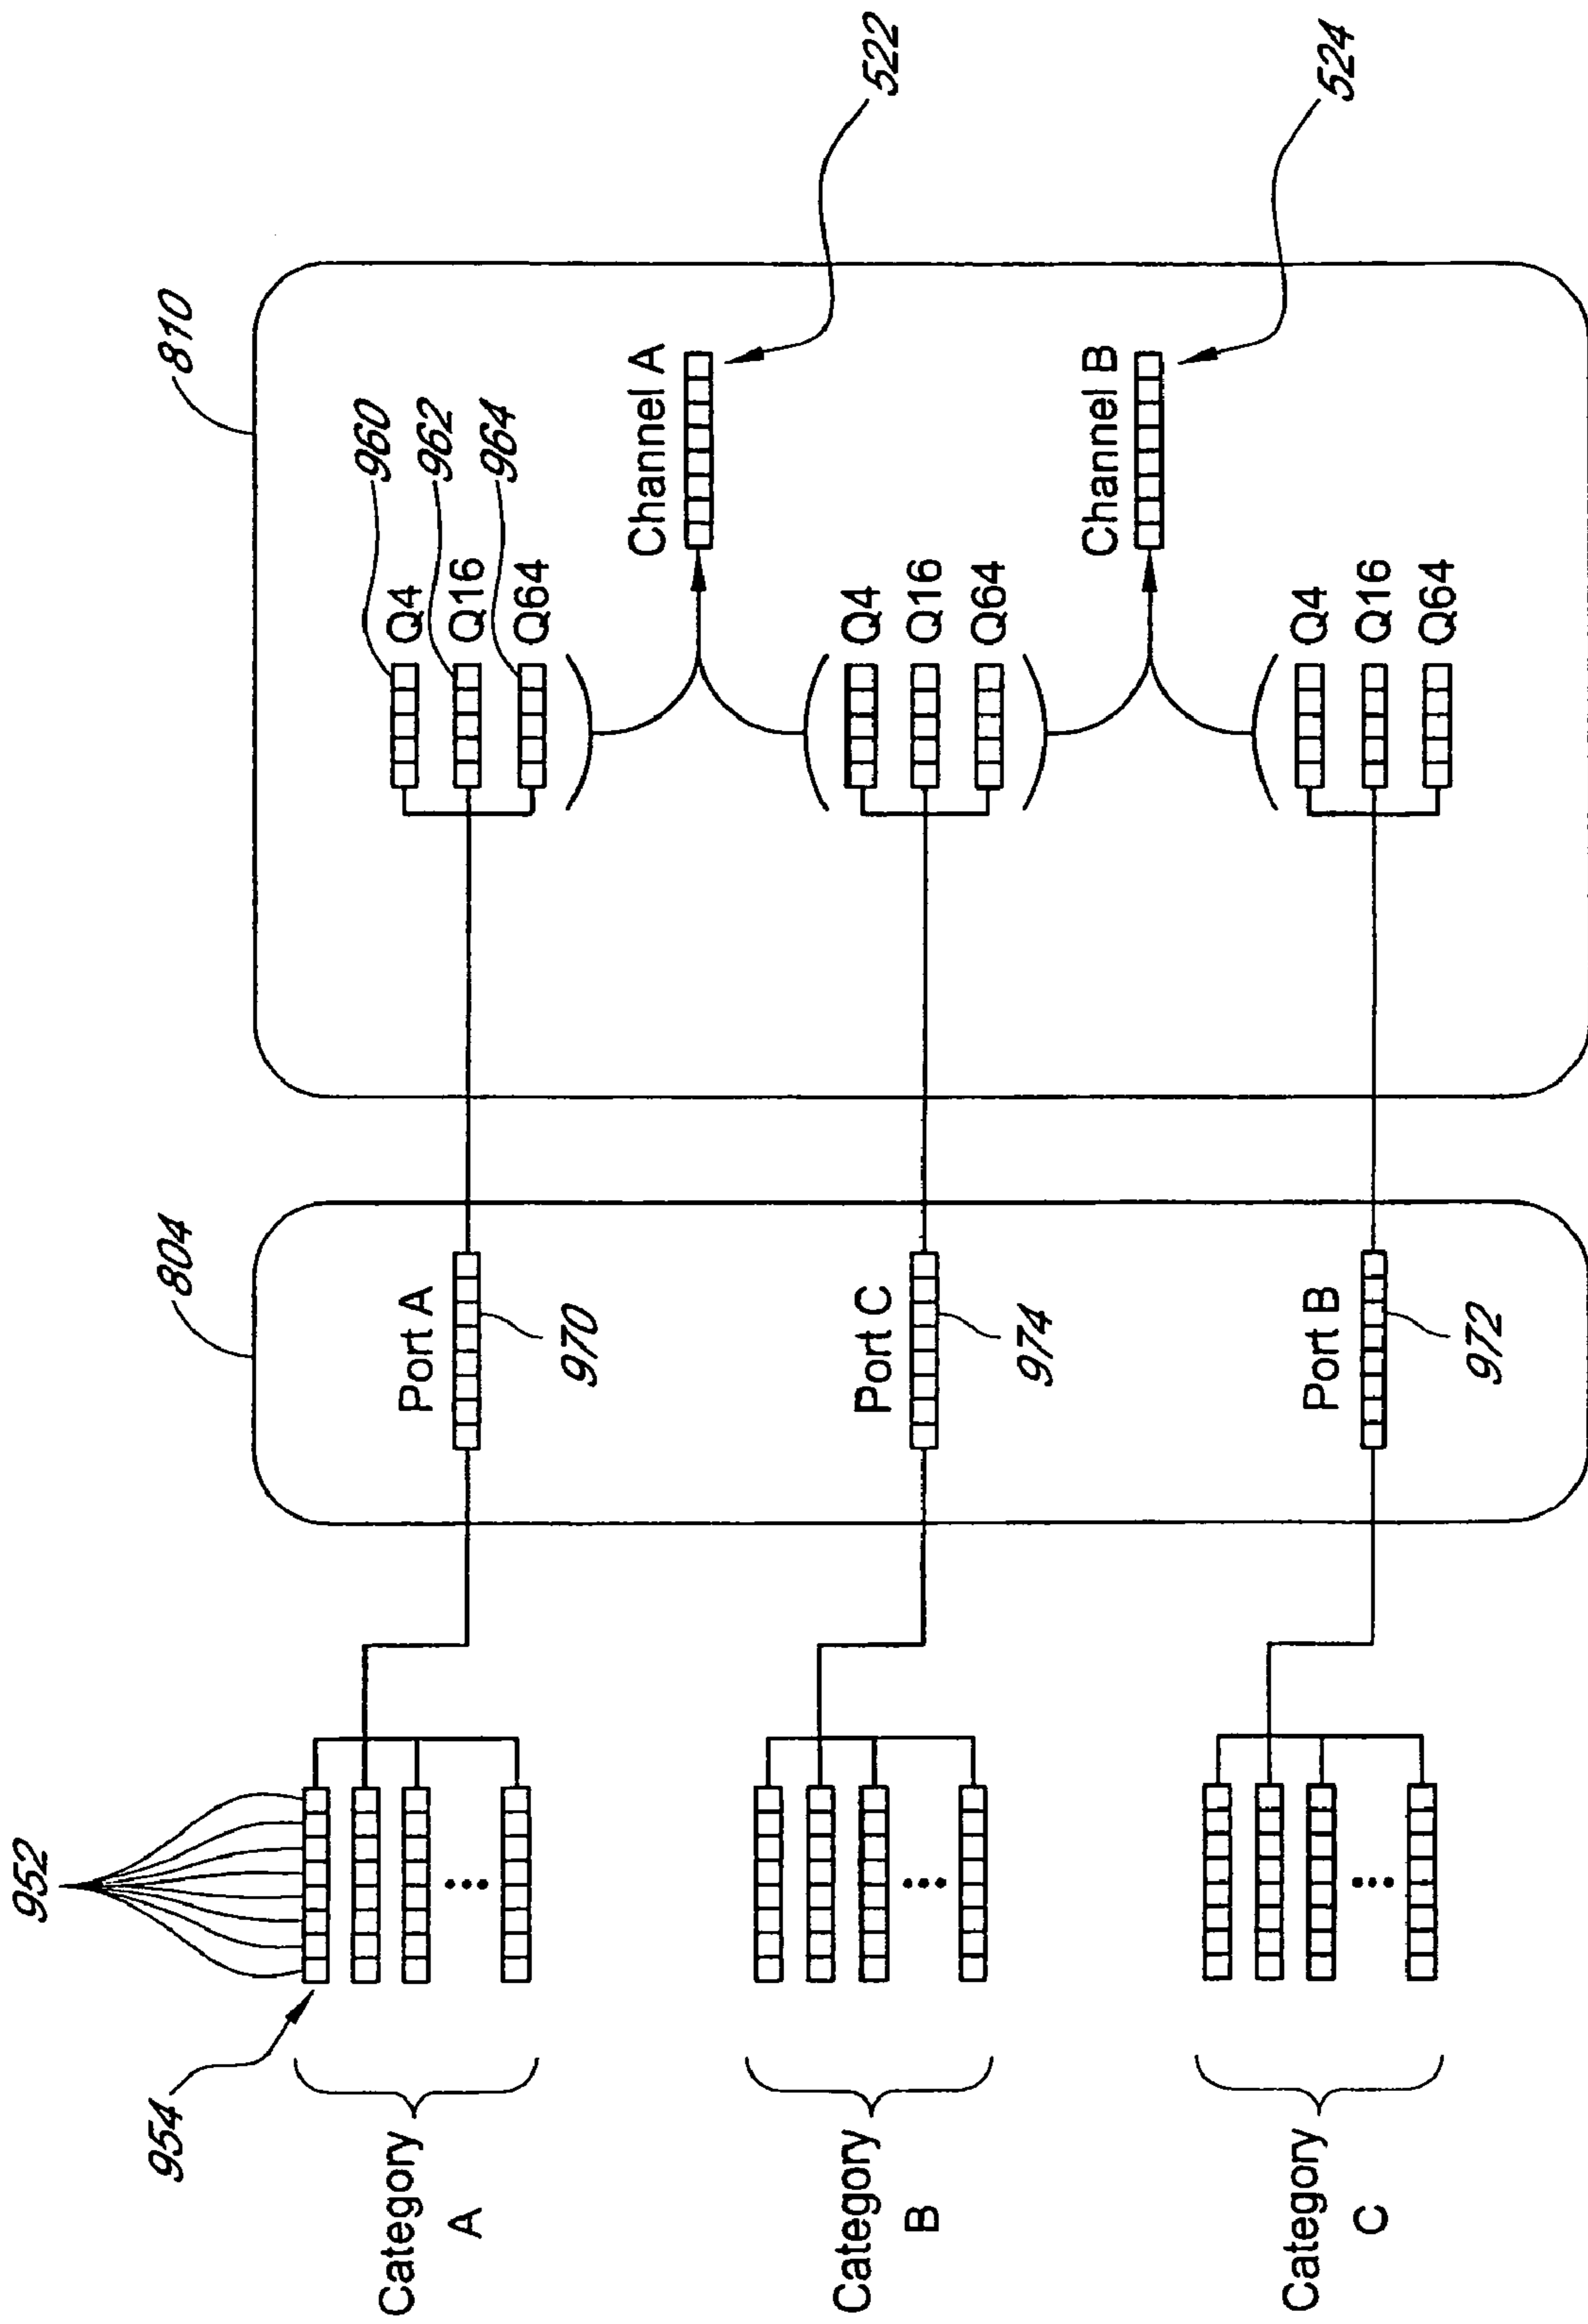 810
804
952
954
960
962
964
Q4
Q16
Q64
Port A
970
Category
A
Channel A
522
Q4
Q16
Q64
Port C
974
Category
B
Channel B
524
Q4
Q16
Q64
Port B
972
Category
C